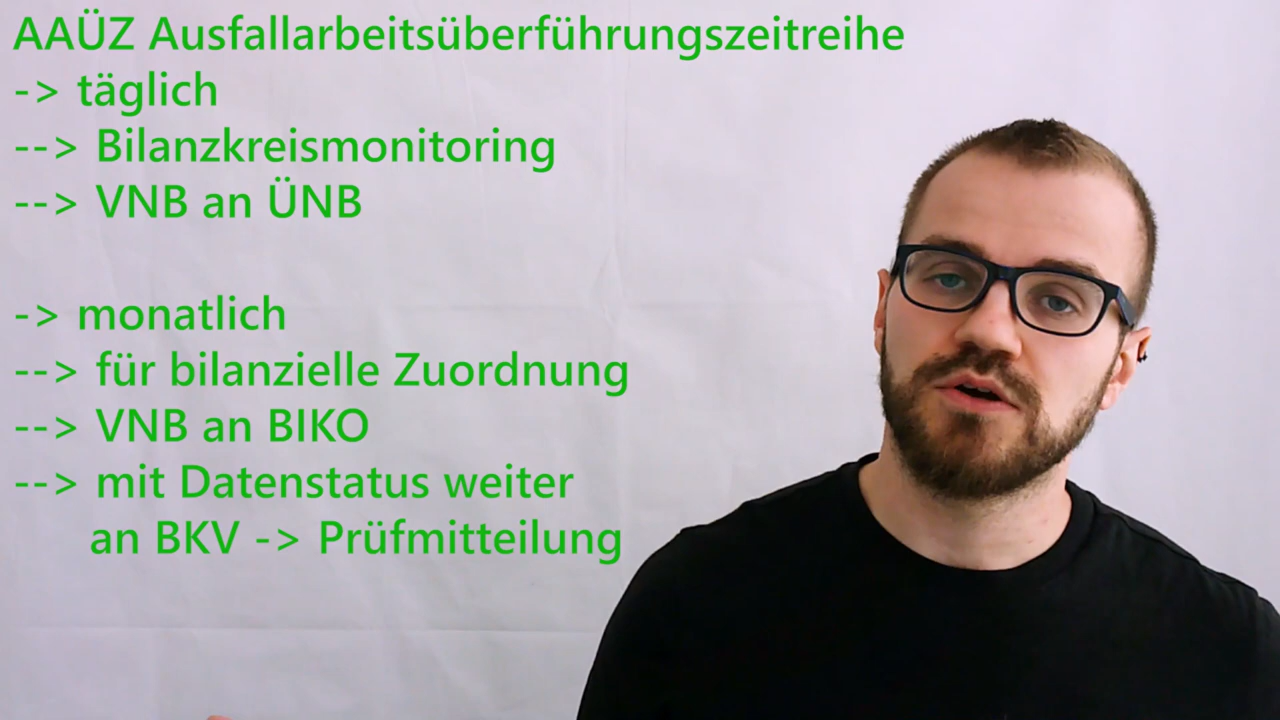 AAÜZ Ausfallarbeitsüberführungszeitreihe
-> täglich
--> Bilanzkreismonitoring
--> VNB an ÜNB
-> monatlich
--> für bilanzielle Zuordnung
--> VNB an BIKO
--> mit Datenstatus weiter
an BKV -> Prüfmitteilung